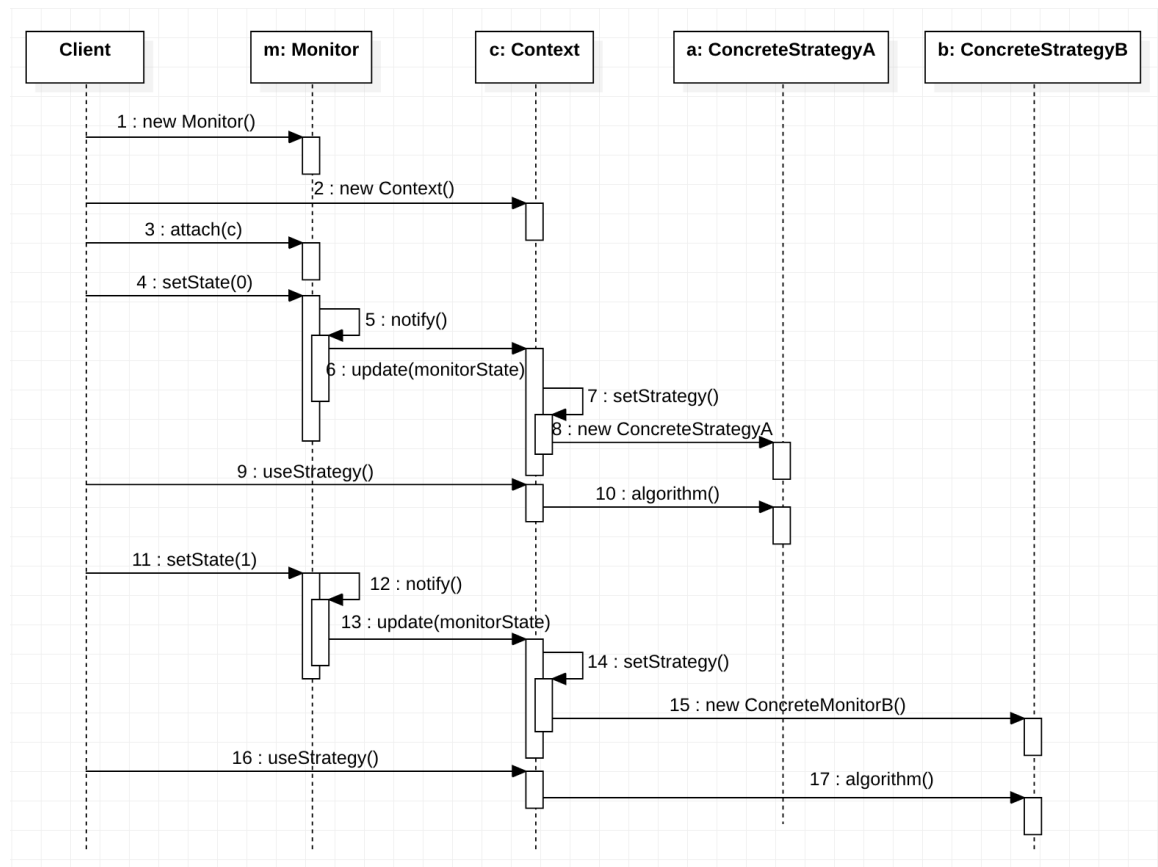 Client
m: Monitor
c: Context
a: ConcreteStrategyA
b: ConcreteStrategyB
1 : new Monitor()
2 : new Context()
3 : attach(c)
4 : setState(0)
5 : notify()
6 : update(monitorState)
7 : setStrategy()
8 : new ConcreteStrategyA
9 : useStrategy()
10 : algorithm()
11 : setState(1)
12 : notify()
13 : update(monitorState)
14 : setStrategy()
15 : new ConcreteMonitorB()
16 : useStrategy()
17 : algorithm()